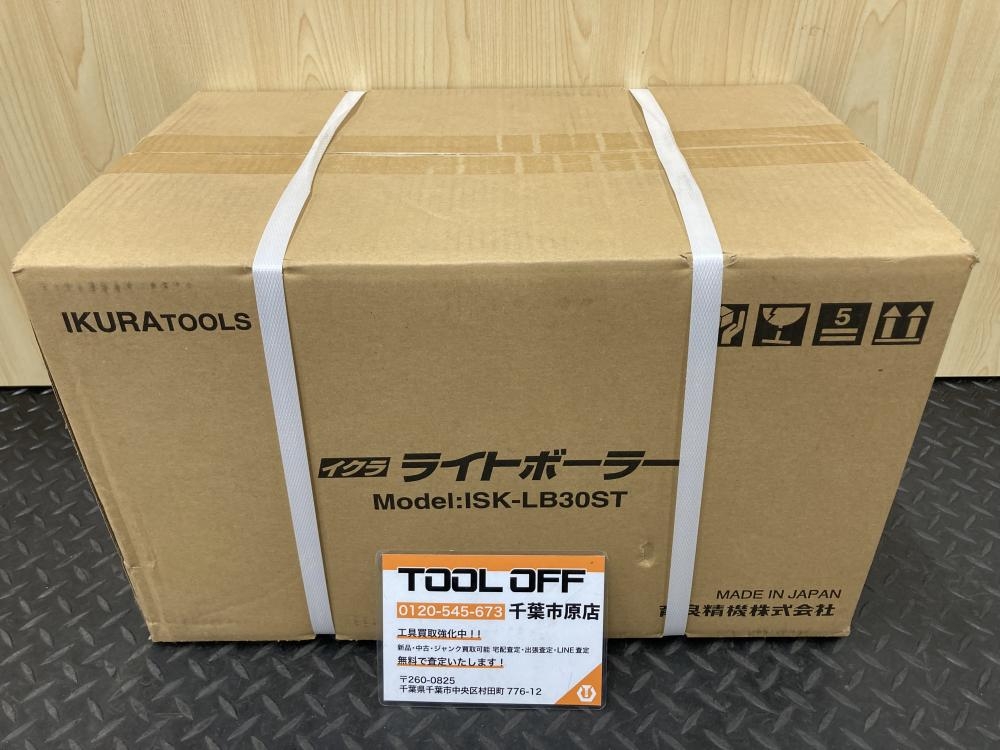 IKURATOOLS
5
イクラ ライトボーラー
Model:ISK-LB30ST
MADE IN JAPAN
良精機株式会社
TOOL OFF
0120-545-673 千葉市原店
工具買取強化中!!
新品・中古・ジャンク買取可能 宅配査定・出張査定・LINE査定
無料で査定いたします!
〒260-0825
千葉県千葉市中央区村田町 776-12